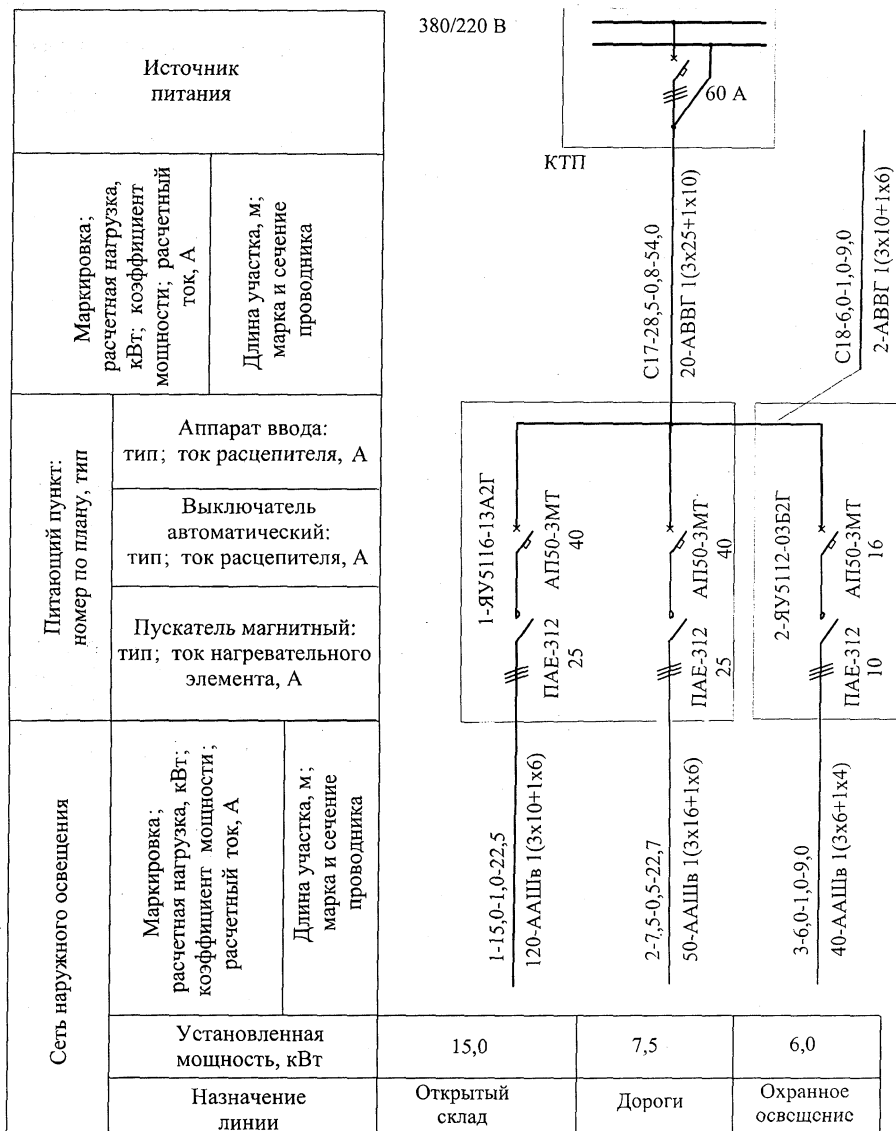 380/220 В
Источник
питания
60 А
КТП
Маркировка;
расчетная нагрузка,
кВт; коэффициент
мощности; расчетный
ток, А
Длина участка, м;
марка и сечение
проводника
С17-28,5-0,8-54,0
20-АВВГ 1(3х25+1х10)
С18-6,0-1,0-9,0
2-АВВГ 1(3х10+1х6)
Питающий пункт:
номер по плану, тип
Аппарат ввода:
тип; ток расцепителя, А
Выключатель
автоматический:
тип; ток расцепителя, А
Пускатель магнитный:
тип; ток нагревательного
элемента, А
1-ЯУ5116-13А2Г
АП50-3МТ
40
ПАЕ-312
25
АП50-3МТ
40
ПАЕ-312
25
2-ЯУ5112-03Б2Г
АП50-3МТ
16
ПАЕ-312
10
Сеть наружного освещения
Маркировка;
расчетная нагрузка, кВт;
коэффициент мощности;
расчетный ток, А
Длина участка, м;
марка и сечение
проводника
1-15,0-1,0-22,5
120-ААШв 1(3х10+1х6)
2-7,5-0,5-22,7
50-ААШв 1(3х16+1х6)
3-6,0-1,0-9,0
40-ААШв 1(3х6+1х4)
Установленная
мощность, кВт
15,0
7,5
6,0
Назначение
линии
Открытый
склад
Дороги
Охранное
освещение